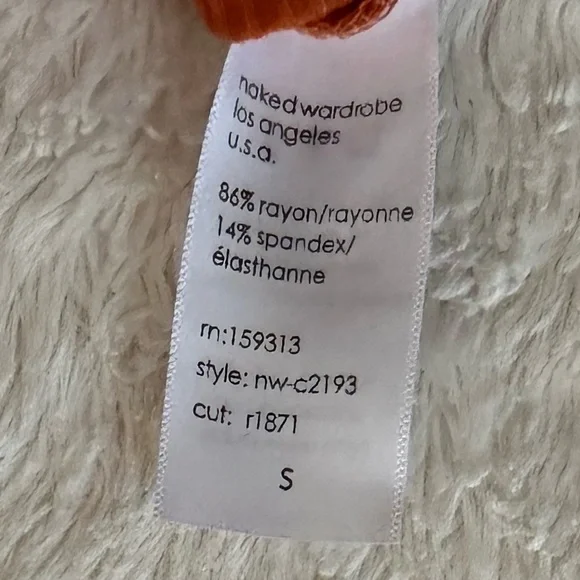 naked wardrobe
los angeles
u.s.a.
86% rayon/rayonne
14% spandex/
élasthanne
rn:159313
style: nw-c2193
cut: r1871
S